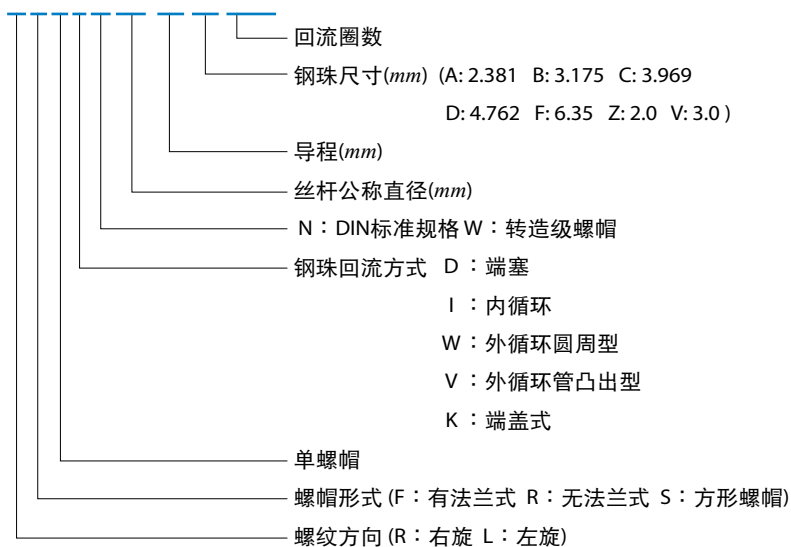 回流圈数
钢珠尺寸(mm) (A: 2.381 B: 3.175 C: 3.969
D: 4.762 F: 6.35 Z: 2.0 V: 3.0 )
导程(mm)
丝杆公称直径(mm)
N：DIN标准规格 W：转造级螺帽
钢珠回流方式 D：端塞
I：内循环
W：外循环圆周型
V：外循环管凸出型
K：端盖式
单螺帽
螺帽形式 (F：有法兰式 R：无法兰式 S：方形螺帽)
螺纹方向 (R：右旋 L：左旋)